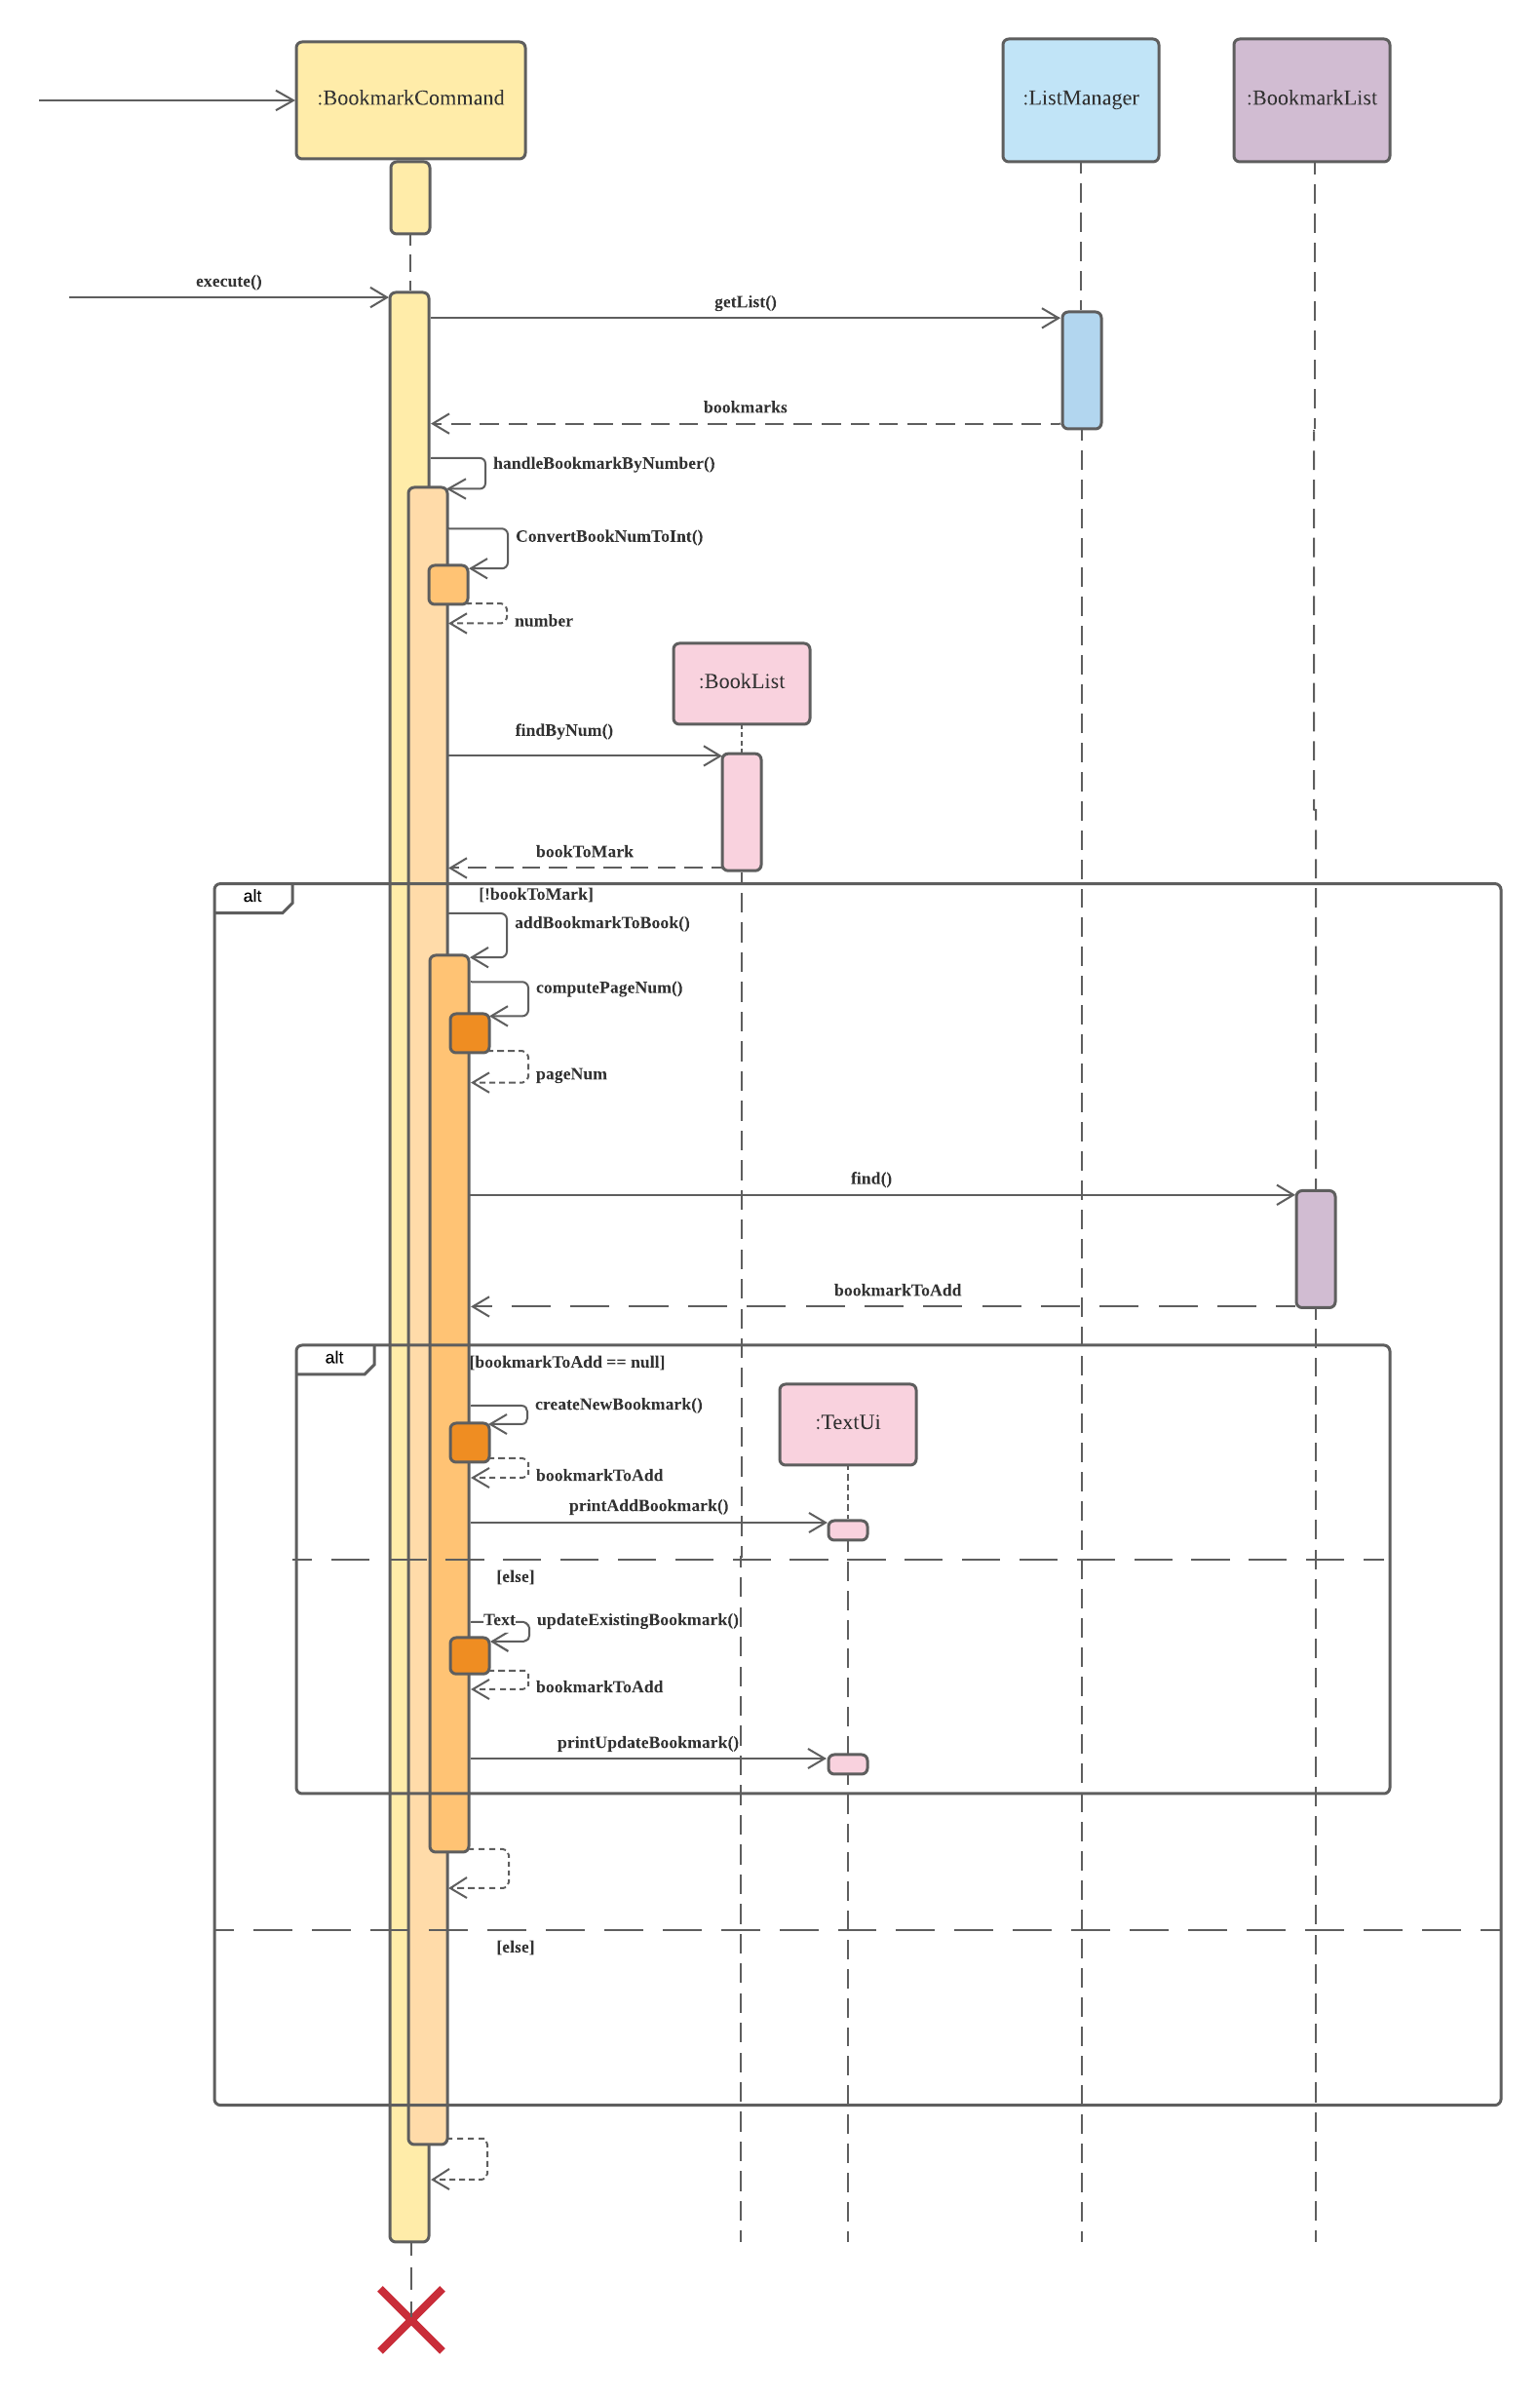 :BookmarkCommand
:ListManager
:BookmarkList
execute()
getList()
bookmarks
handleBookmarkByNumber()
ConvertBookNumToInt()
number
:BookList
findByNum()
bookToMark
alt
[!bookToMark]
addBookmarkToBook()
computePageNum()
pageNum
find()
bookmarkToAdd
alt
[bookmarkToAdd == null]
createNewBookmark()
:TextUi
bookmarkToAdd
printAddBookmark()
[else]
Text
updateExistingBookmark()
bookmarkToAdd
printUpdateBookmark()
[else]